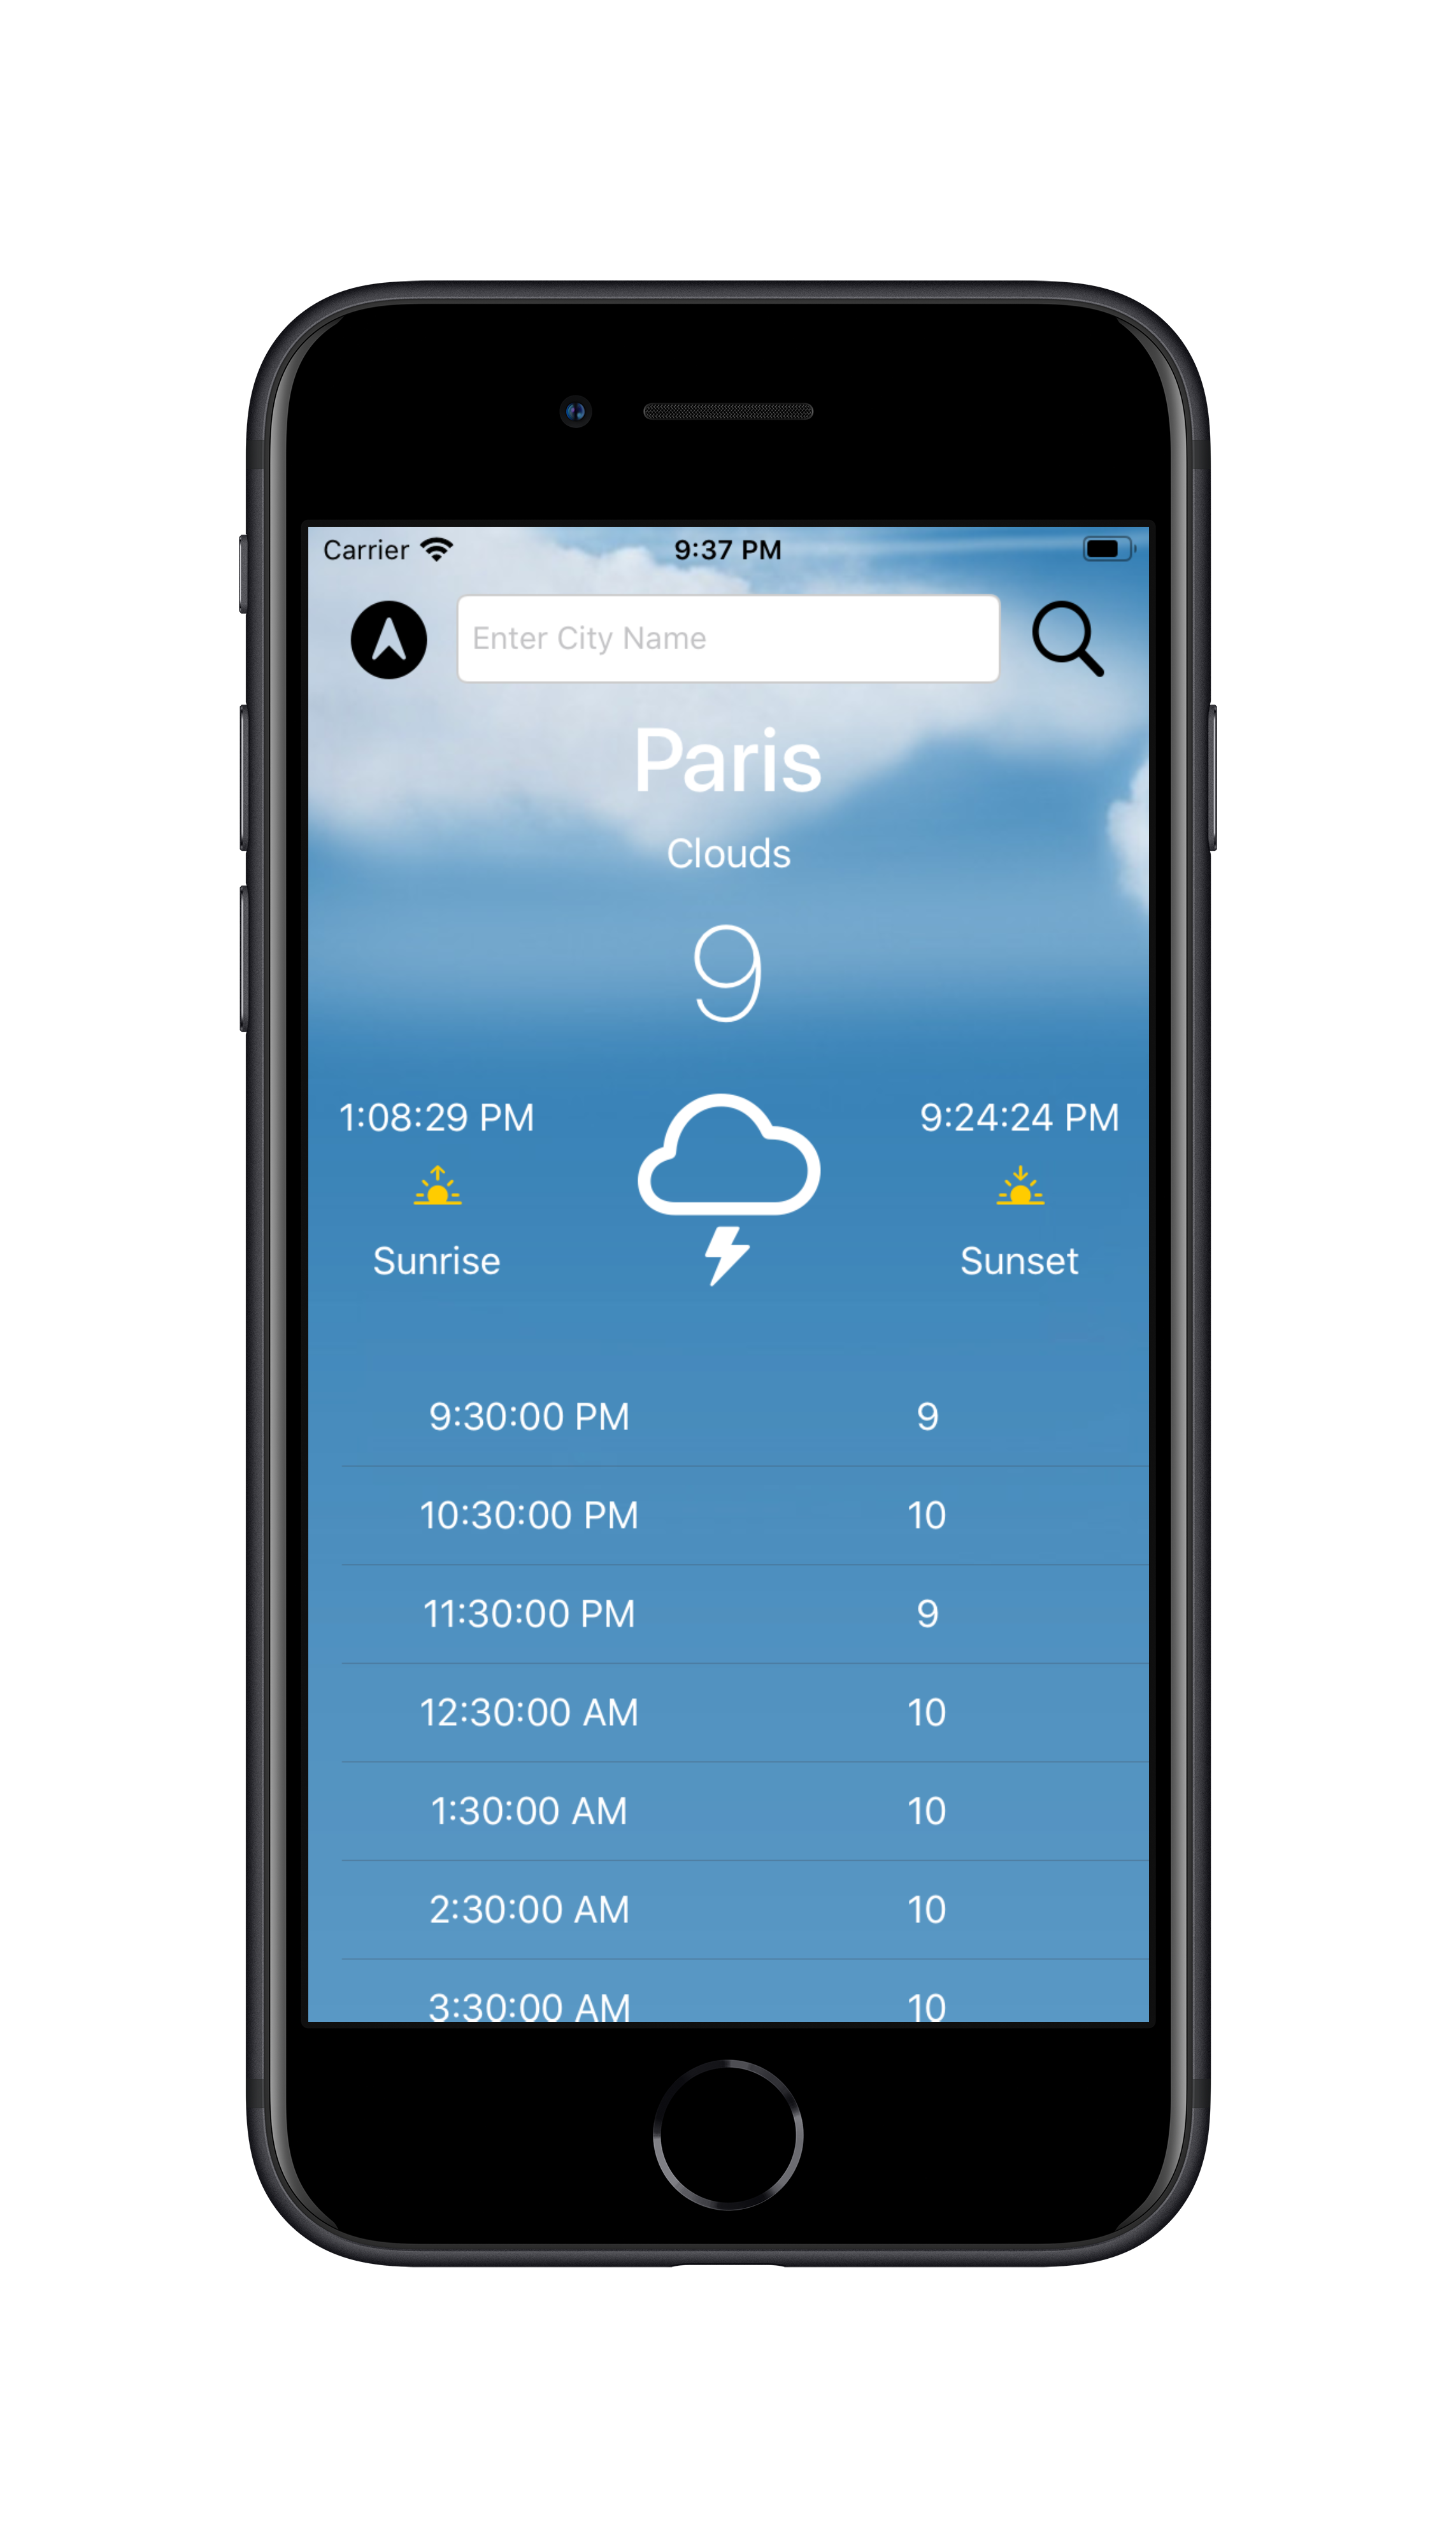 Carrier 9:37 PM
Enter City Name
Paris
Clouds
9
1:08:29 PM 9:24:24 PM
Sunrise Sunset
9:30:00 PM 9
10:30:00 PM 10
11:30:00 PM 9
12:30:00 AM 10
1:30:00 AM 10
2:30:00 AM 10
3:30:00 AM 10